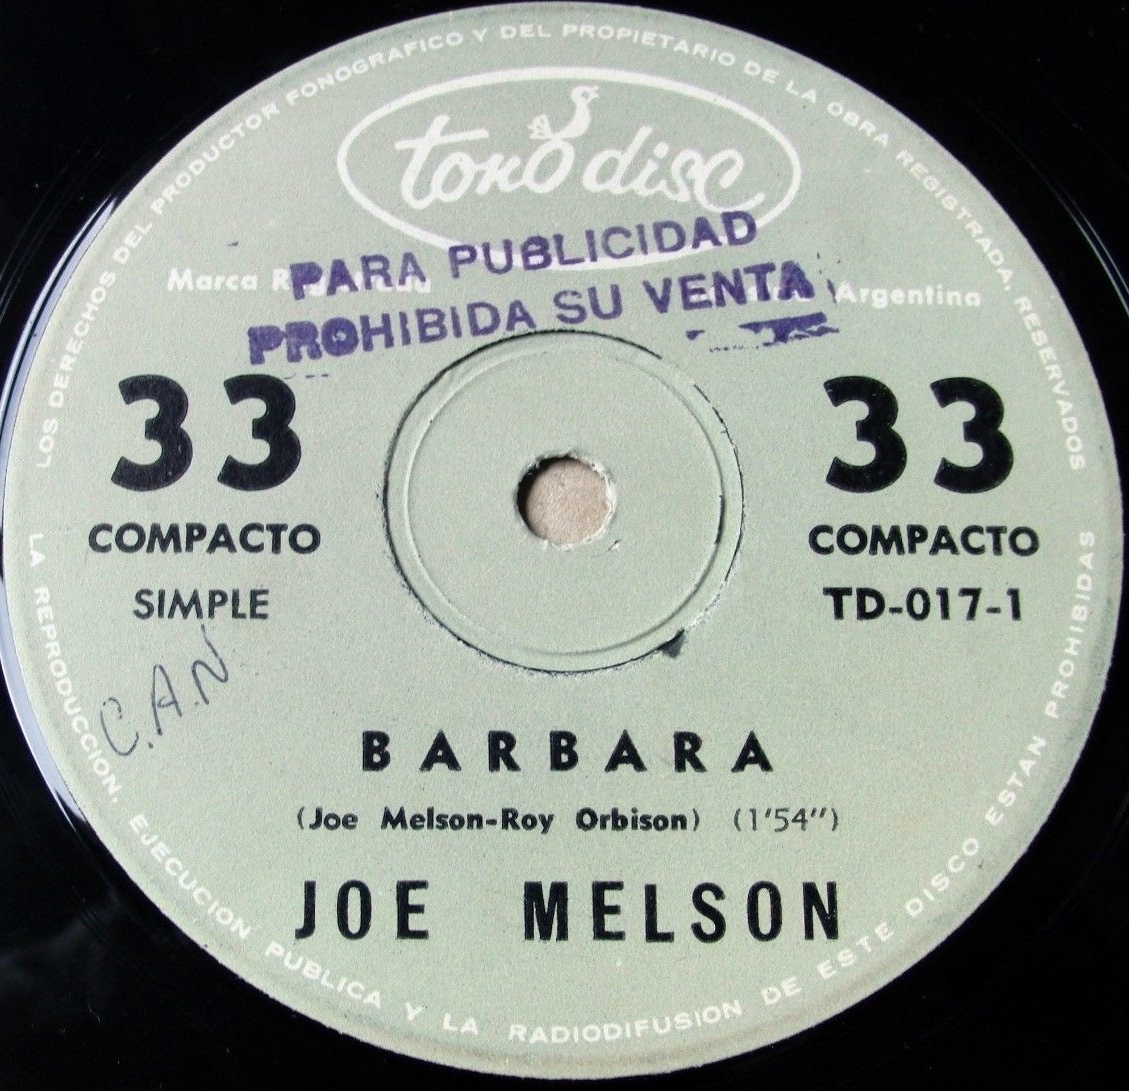 LOS DERECHOS DEL PRODUCTOR FONOGRAFICO Y DEL PROPIETARIO DE LA OBRA REGISTRADA, RESERVADOS
tonodisc
Marca
Argentina
PARA PUBLICIDAD
PROHIBIDA SU VENTA
33
33
COMPACTO
COMPACTO
SIMPLE
TD-017-1
C.A.N
BARBARA
(Joe Melson-Roy Orbison) (1'54")
JOE MELSON
LA REPRODUCCION, EJECUCION PUBLICA Y LA RADIODIFUSION DE ESTE DISCO ESTAN PROHIBIDAS